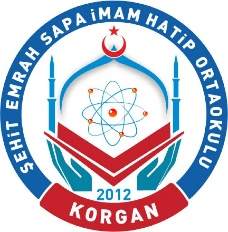 ŞEHİT EMRAH SAPA İMAM HATİP ORTAOKULU
2012
KORGAN